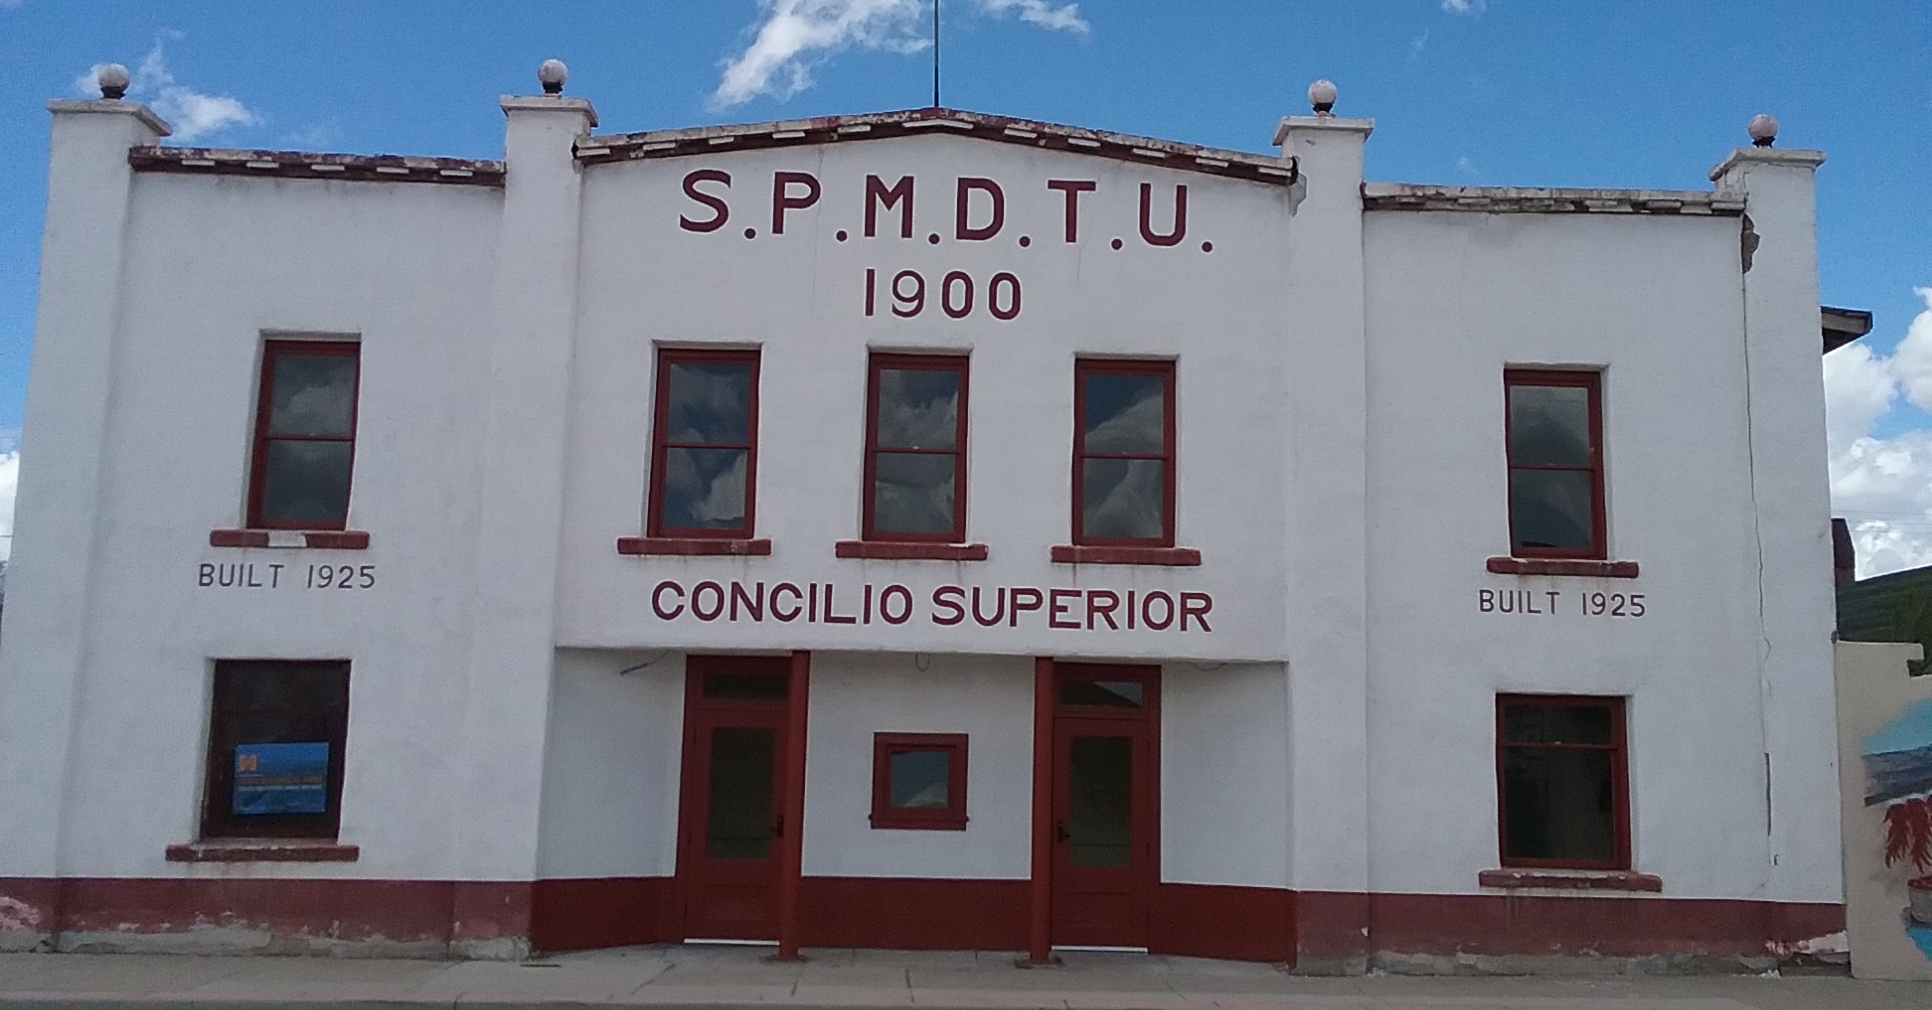 S.P.M.D.T.U.
1900
CONCILIO SUPERIOR
BUILT 1925
BUILT 1925